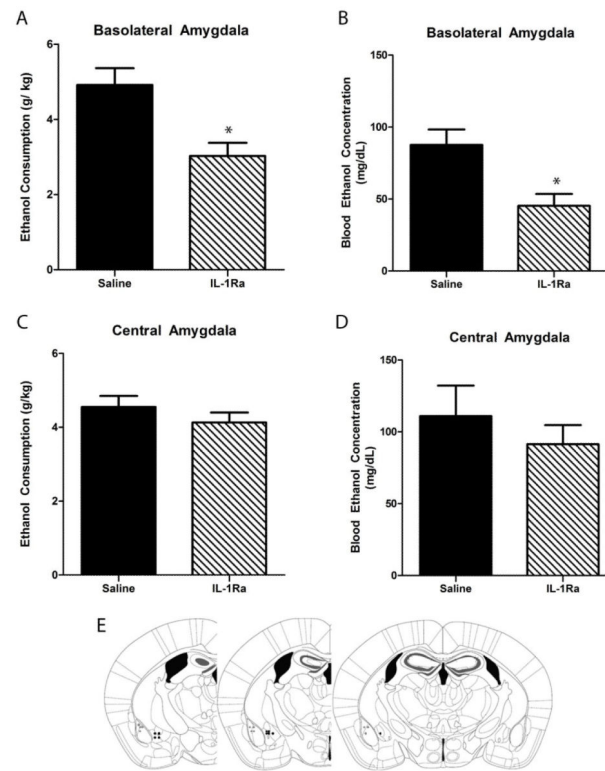 A
Basolateral Amygdala
Ethanol Consumption (g/ kg)
6
4
2
0
*
Saline
IL-1Ra
B
Basolateral Amygdala
Blood Ethanol Concentration
(mg/dL)
150
100
50
0
*
Saline
IL-1Ra
C
Central Amygdala
Ethanol Consumption (g/kg)
6
4
2
0
Saline
IL-1Ra
D
Central Amygdala
Blood Ethanol Concentration
(mg/dL)
150
100
50
0
Saline
IL-1Ra
E